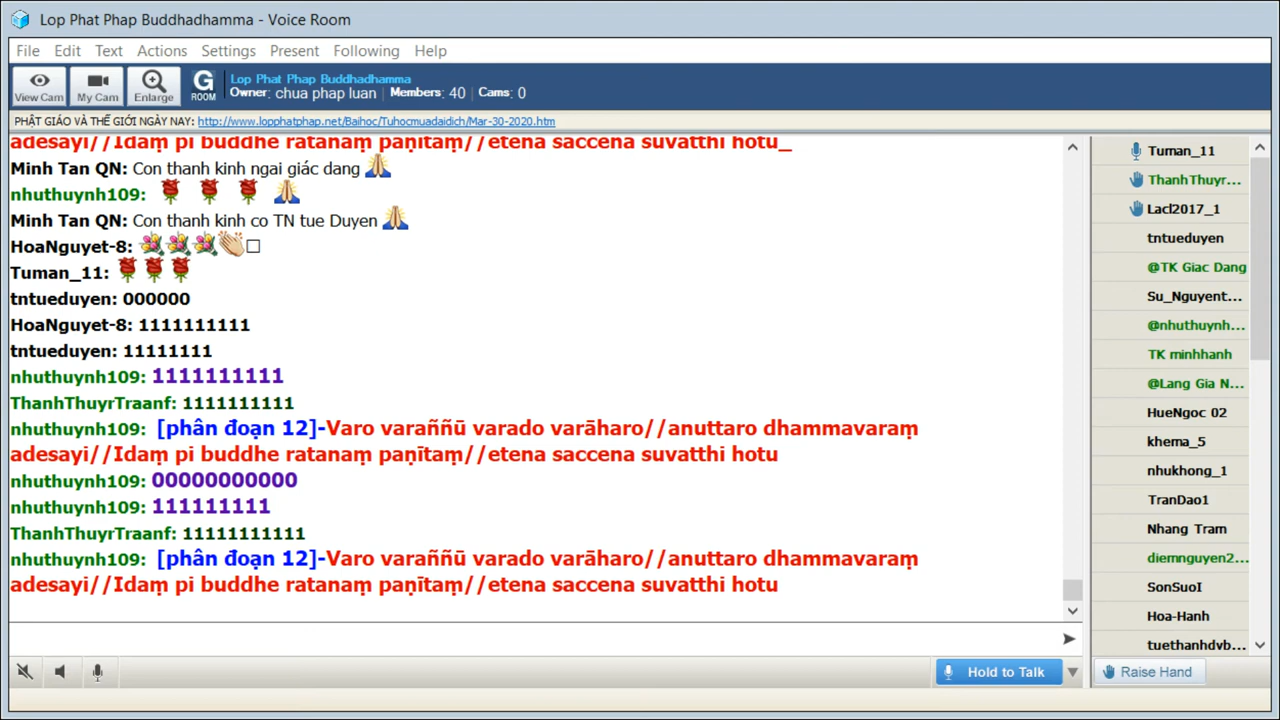 Lop Phat Phap Buddhadhamma - Voice Room
File Edit Text Actions Settings Present Following Help
View Cam My Cam Enlarge G ROOM
Lop Phat Phap Buddhadhamma
Owner: chua phap luan Members: 40 Cams: 0
PHẬT GIÁO VÀ THẾ GIỚI NGÀY NAY: http://www.lopphatphap.net/Baihoc/Tuhocmuadaidich/Mar-30-2020.htm
adesayi//Idaṃ pi buddhe ratanaṃ paṇītaṃ//etena saccena suvatthi hotu_
Minh Tan QN: Con thanh kinh ngai giác dang
nhuthuynh109:
Minh Tan QN: Con thanh kinh co TN tue Duyen
HoaNguyet-8:
Tuman_11:
tntueduyen: 000000
HoaNguyet-8: 1111111111
tntueduyen: 11111111
nhuthuynh109: 1111111111
ThanhThuyrTraanf: 1111111111
nhuthuynh109: [phân đoạn 12]-Varo varaññū varado varāharo//anuttaro dhammavaraṃ
adesayi//Idaṃ pi buddhe ratanaṃ paṇītaṃ//etena saccena suvatthi hotu
nhuthuynh109: 00000000000
nhuthuynh109: 111111111
ThanhThuyrTraanf: 11111111111
nhuthuynh109: [phân đoạn 12]-Varo varaññū varado varāharo//anuttaro dhammavaraṃ
adesayi//Idaṃ pi buddhe ratanaṃ paṇītaṃ//etena saccena suvatthi hotu
Tuman_11
ThanhThuyr...
Lacl2017_1
tntueduyen
@TK Giac Dang
Su_Nguyent...
@nhuthuynh...
TK minhhanh
@Lang Gia N...
HueNgoc 02
khema_5
nhukhong_1
TranDao1
Nhang Tram
diemnguyen2...
SonSuoI
Hoa-Hanh
tuethanhdvb...
Hold to Talk
Raise Hand